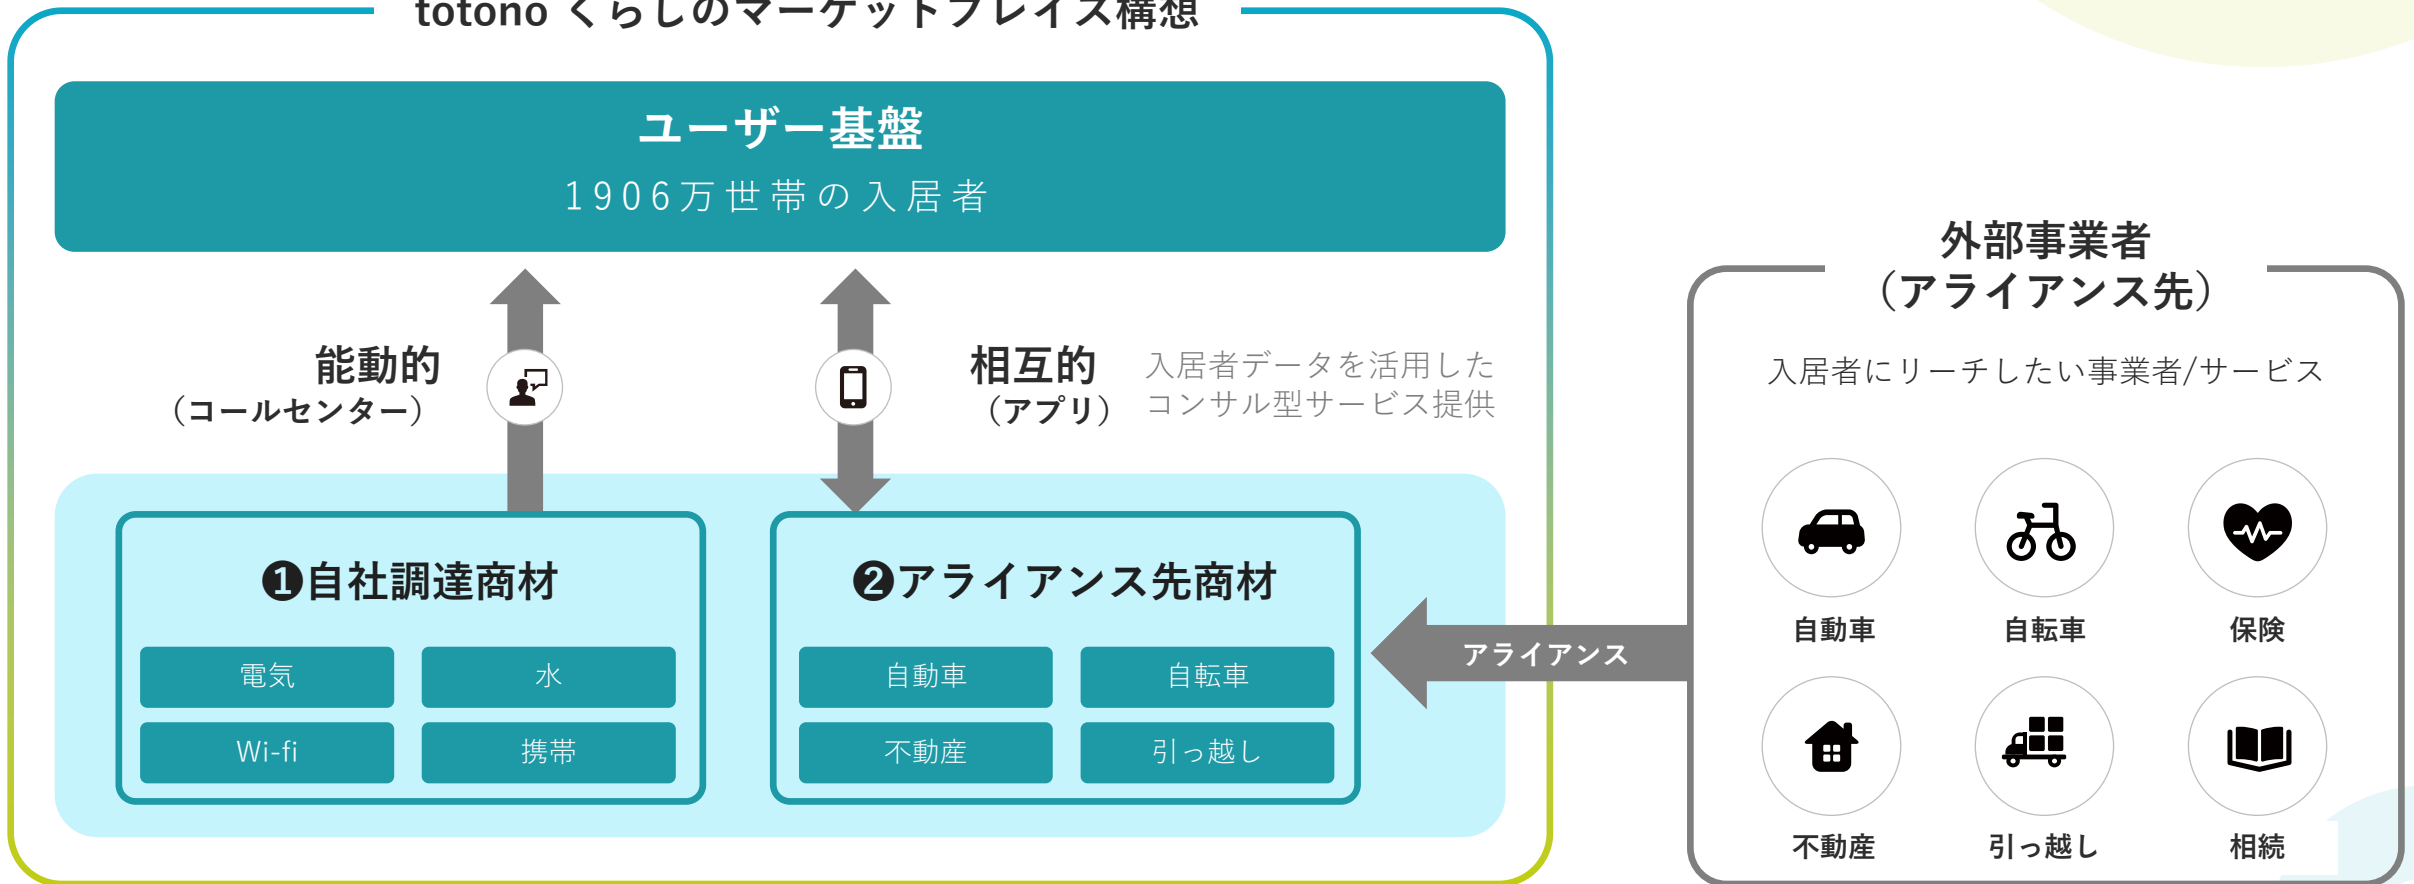 totono くらしのマーケットプレイス構想
ユーザー基盤
1906万世帯の入居者
能動的
（コールセンター）
相互的
（アプリ）
入居者データを活用した
コンサル型サービス提供
❶自社調達商材
電気
水
Wi-fi
携帯
❷アライアンス先商材
自動車
自転車
不動産
引っ越し
アライアンス
外部事業者
（アライアンス先）
入居者にリーチしたい事業者/サービス
自動車
自転車
保険
不動産
引っ越し
相続